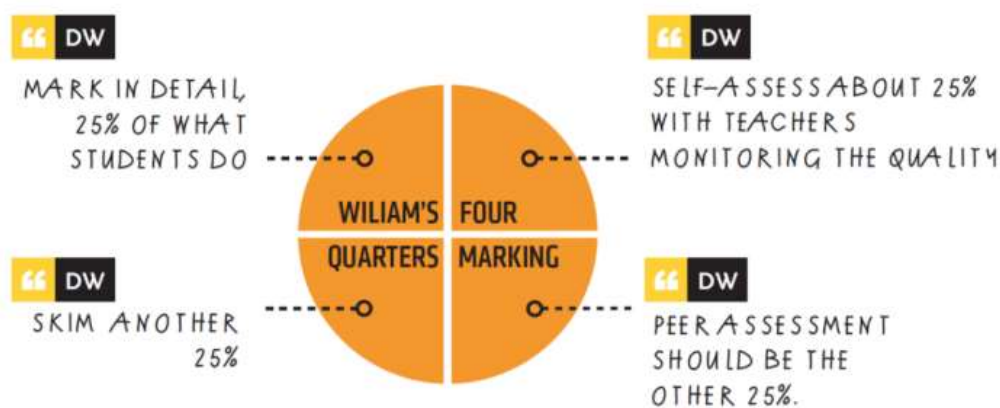 DW
MARK IN DETAIL,
25% OF WHAT
STUDENTS DO
DW
SELF-ASSESS ABOUT 25%
WITH TEACHERS
MONITORING THE QUALITY
WILIAM'S FOUR
QUARTERS MARKING
DW
SKIM ANOTHER
25%
DW
PEER ASSESSMENT
SHOULD BE THE
OTHER 25%.